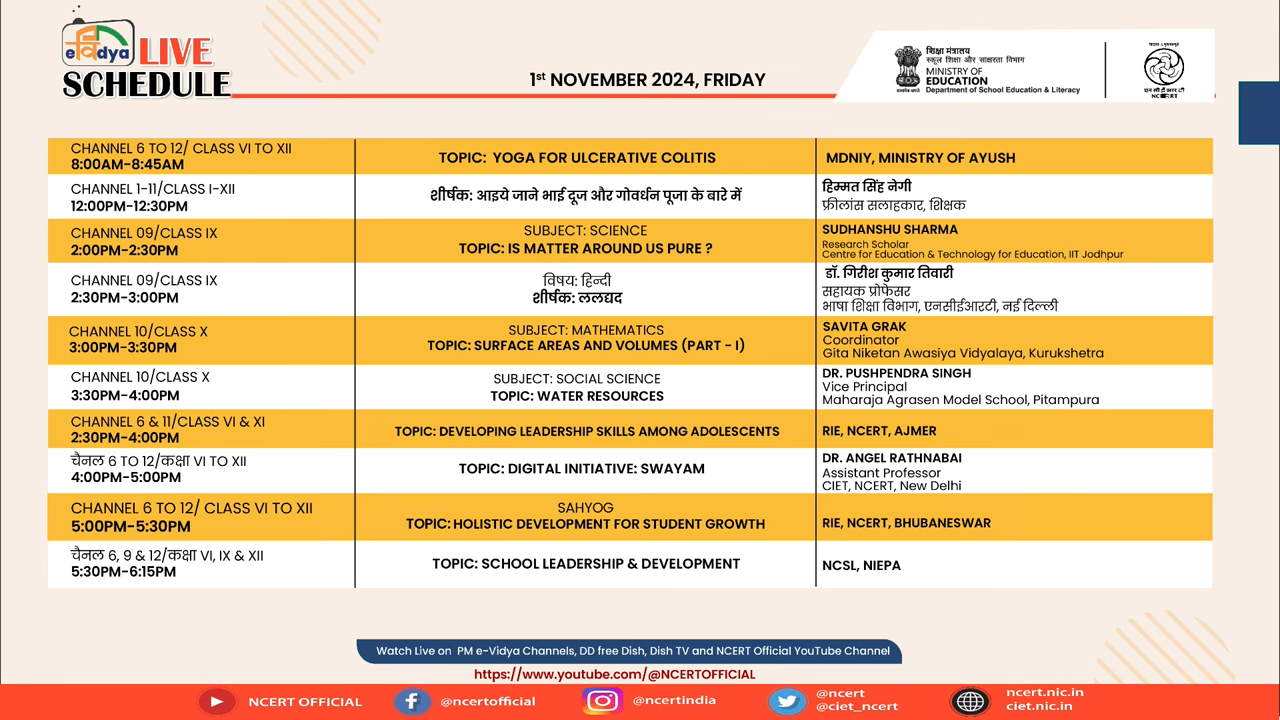 eविdya LIVE
SCHEDULE
1st NOVEMBER 2024, FRIDAY
शिक्षा मंत्रालय
स्कूल शिक्षा और साक्षरता विभाग
MINISTRY OF
EDUCATION
Department of School Education & Literacy
सत्यमेव जयते
एन सी ई आर टी
NCERT
CHANNEL 6 TO 12/ CLASS VI TO XII
8:00AM-8:45AM
TOPIC: YOGA FOR ULCERATIVE COLITIS
MDNIY, MINISTRY OF AYUSH
CHANNEL 1-11/CLASS I-XII
12:00PM-12:30PM
शीर्षक: आइये जाने भाई दूज और गोवर्धन पूजा के बारे में
हिम्मत सिंह नेगी
फ्रीलांस सलाहकार, शिक्षक
CHANNEL 09/CLASS IX
2:00PM-2:30PM
SUBJECT: SCIENCE
TOPIC: IS MATTER AROUND US PURE ?
SUDHANSHU SHARMA
Research Scholar
Centre for Education & Technology for Education, IIT Jodhpur
CHANNEL 09/CLASS IX
2:30PM-3:00PM
विषय: हिन्दी
शीर्षक: ललद्यद
डॉ. गिरीश कुमार तिवारी
सहायक प्रोफेसर
भाषा शिक्षा विभाग, एनसीईआरटी, नई दिल्ली
CHANNEL 10/CLASS X
3:00PM-3:30PM
SUBJECT: MATHEMATICS
TOPIC: SURFACE AREAS AND VOLUMES (PART - I)
SAVITA GRAK
Coordinator
Gita Niketan Awasiya Vidyalaya, Kurukshetra
CHANNEL 10/CLASS X
3:30PM-4:00PM
SUBJECT: SOCIAL SCIENCE
TOPIC: WATER RESOURCES
DR. PUSHPENDRA SINGH
Vice Principal
Maharaja Agrasen Model School, Pitampura
CHANNEL 6 & 11/CLASS VI & XI
2:30PM-4:00PM
TOPIC: DEVELOPING LEADERSHIP SKILLS AMONG ADOLESCENTS
RIE, NCERT, AJMER
चैनल 6 TO 12/कक्षा VI TO XII
4:00PM-5:00PM
TOPIC: DIGITAL INITIATIVE: SWAYAM
DR. ANGEL RATHNABAI
Assistant Professor
CIET, NCERT, New Delhi
CHANNEL 6 TO 12/ CLASS VI TO XII
5:00PM-5:30PM
SAHYOG
TOPIC: HOLISTIC DEVELOPMENT FOR STUDENT GROWTH
RIE, NCERT, BHUBANESWAR
चैनल 6, 9 & 12/कक्षा VI, IX & XII
5:30PM-6:15PM
TOPIC: SCHOOL LEADERSHIP & DEVELOPMENT
NCSL, NIEPA
Watch Live on PM e-Vidya Channels, DD free Dish, Dish TV and NCERT Official YouTube Channel
https://www.youtube.com/@NCERTOFFICIAL
NCERT OFFICIAL
@ncertofficial
@ncertindia
@ncert
@ciet_ncert
ncert.nic.in
ciet.nic.in